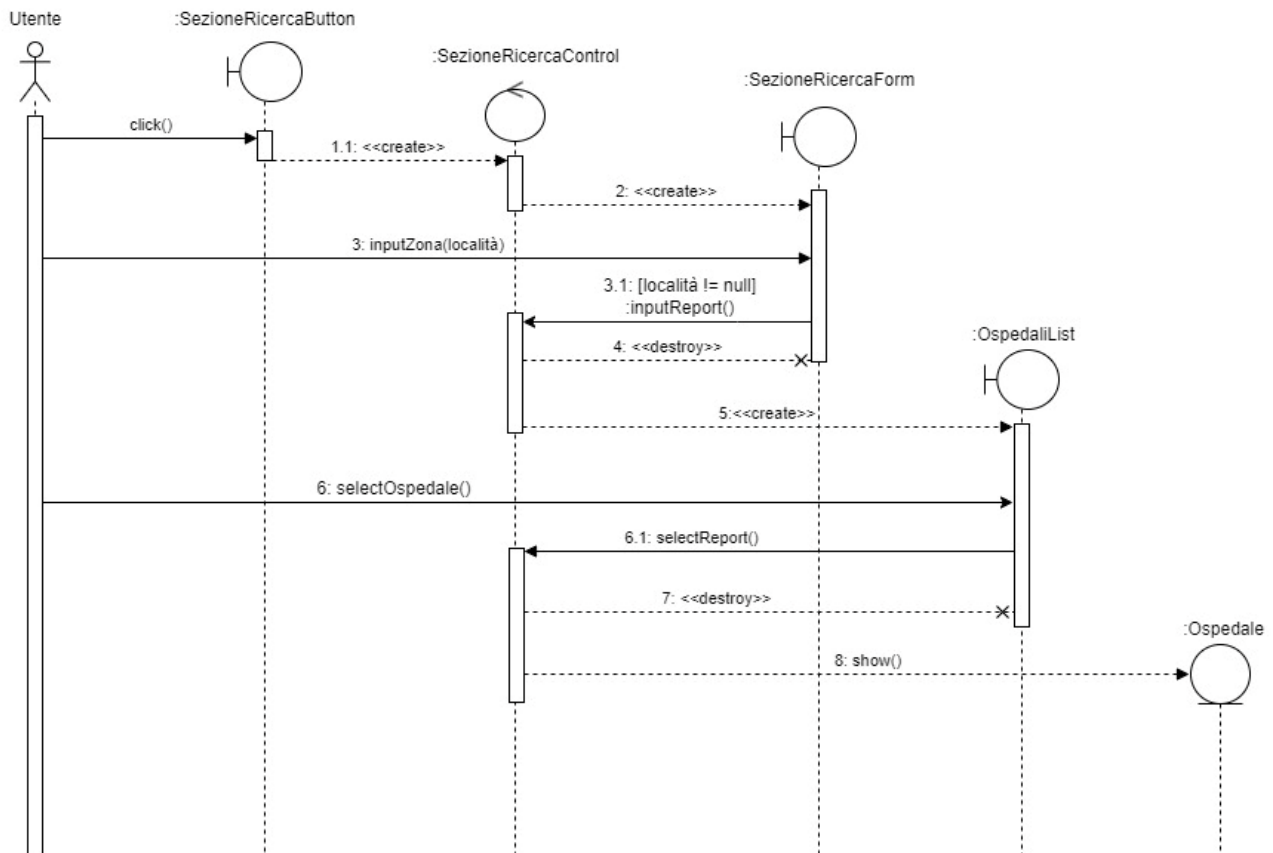 Utente
:SezioneRicercaButton
:SezioneRicercaControl
:SezioneRicercaForm
click()
1.1: <<create>>
2: <<create>>
3: inputZona(località)
3.1: [località != null]
:inputReport()
:OspedaliList
4: <<destroy>>
5:<<create>>
6: selectOspedale()
6.1: selectReport()
7: <<destroy>>
:Ospedale
8: show()